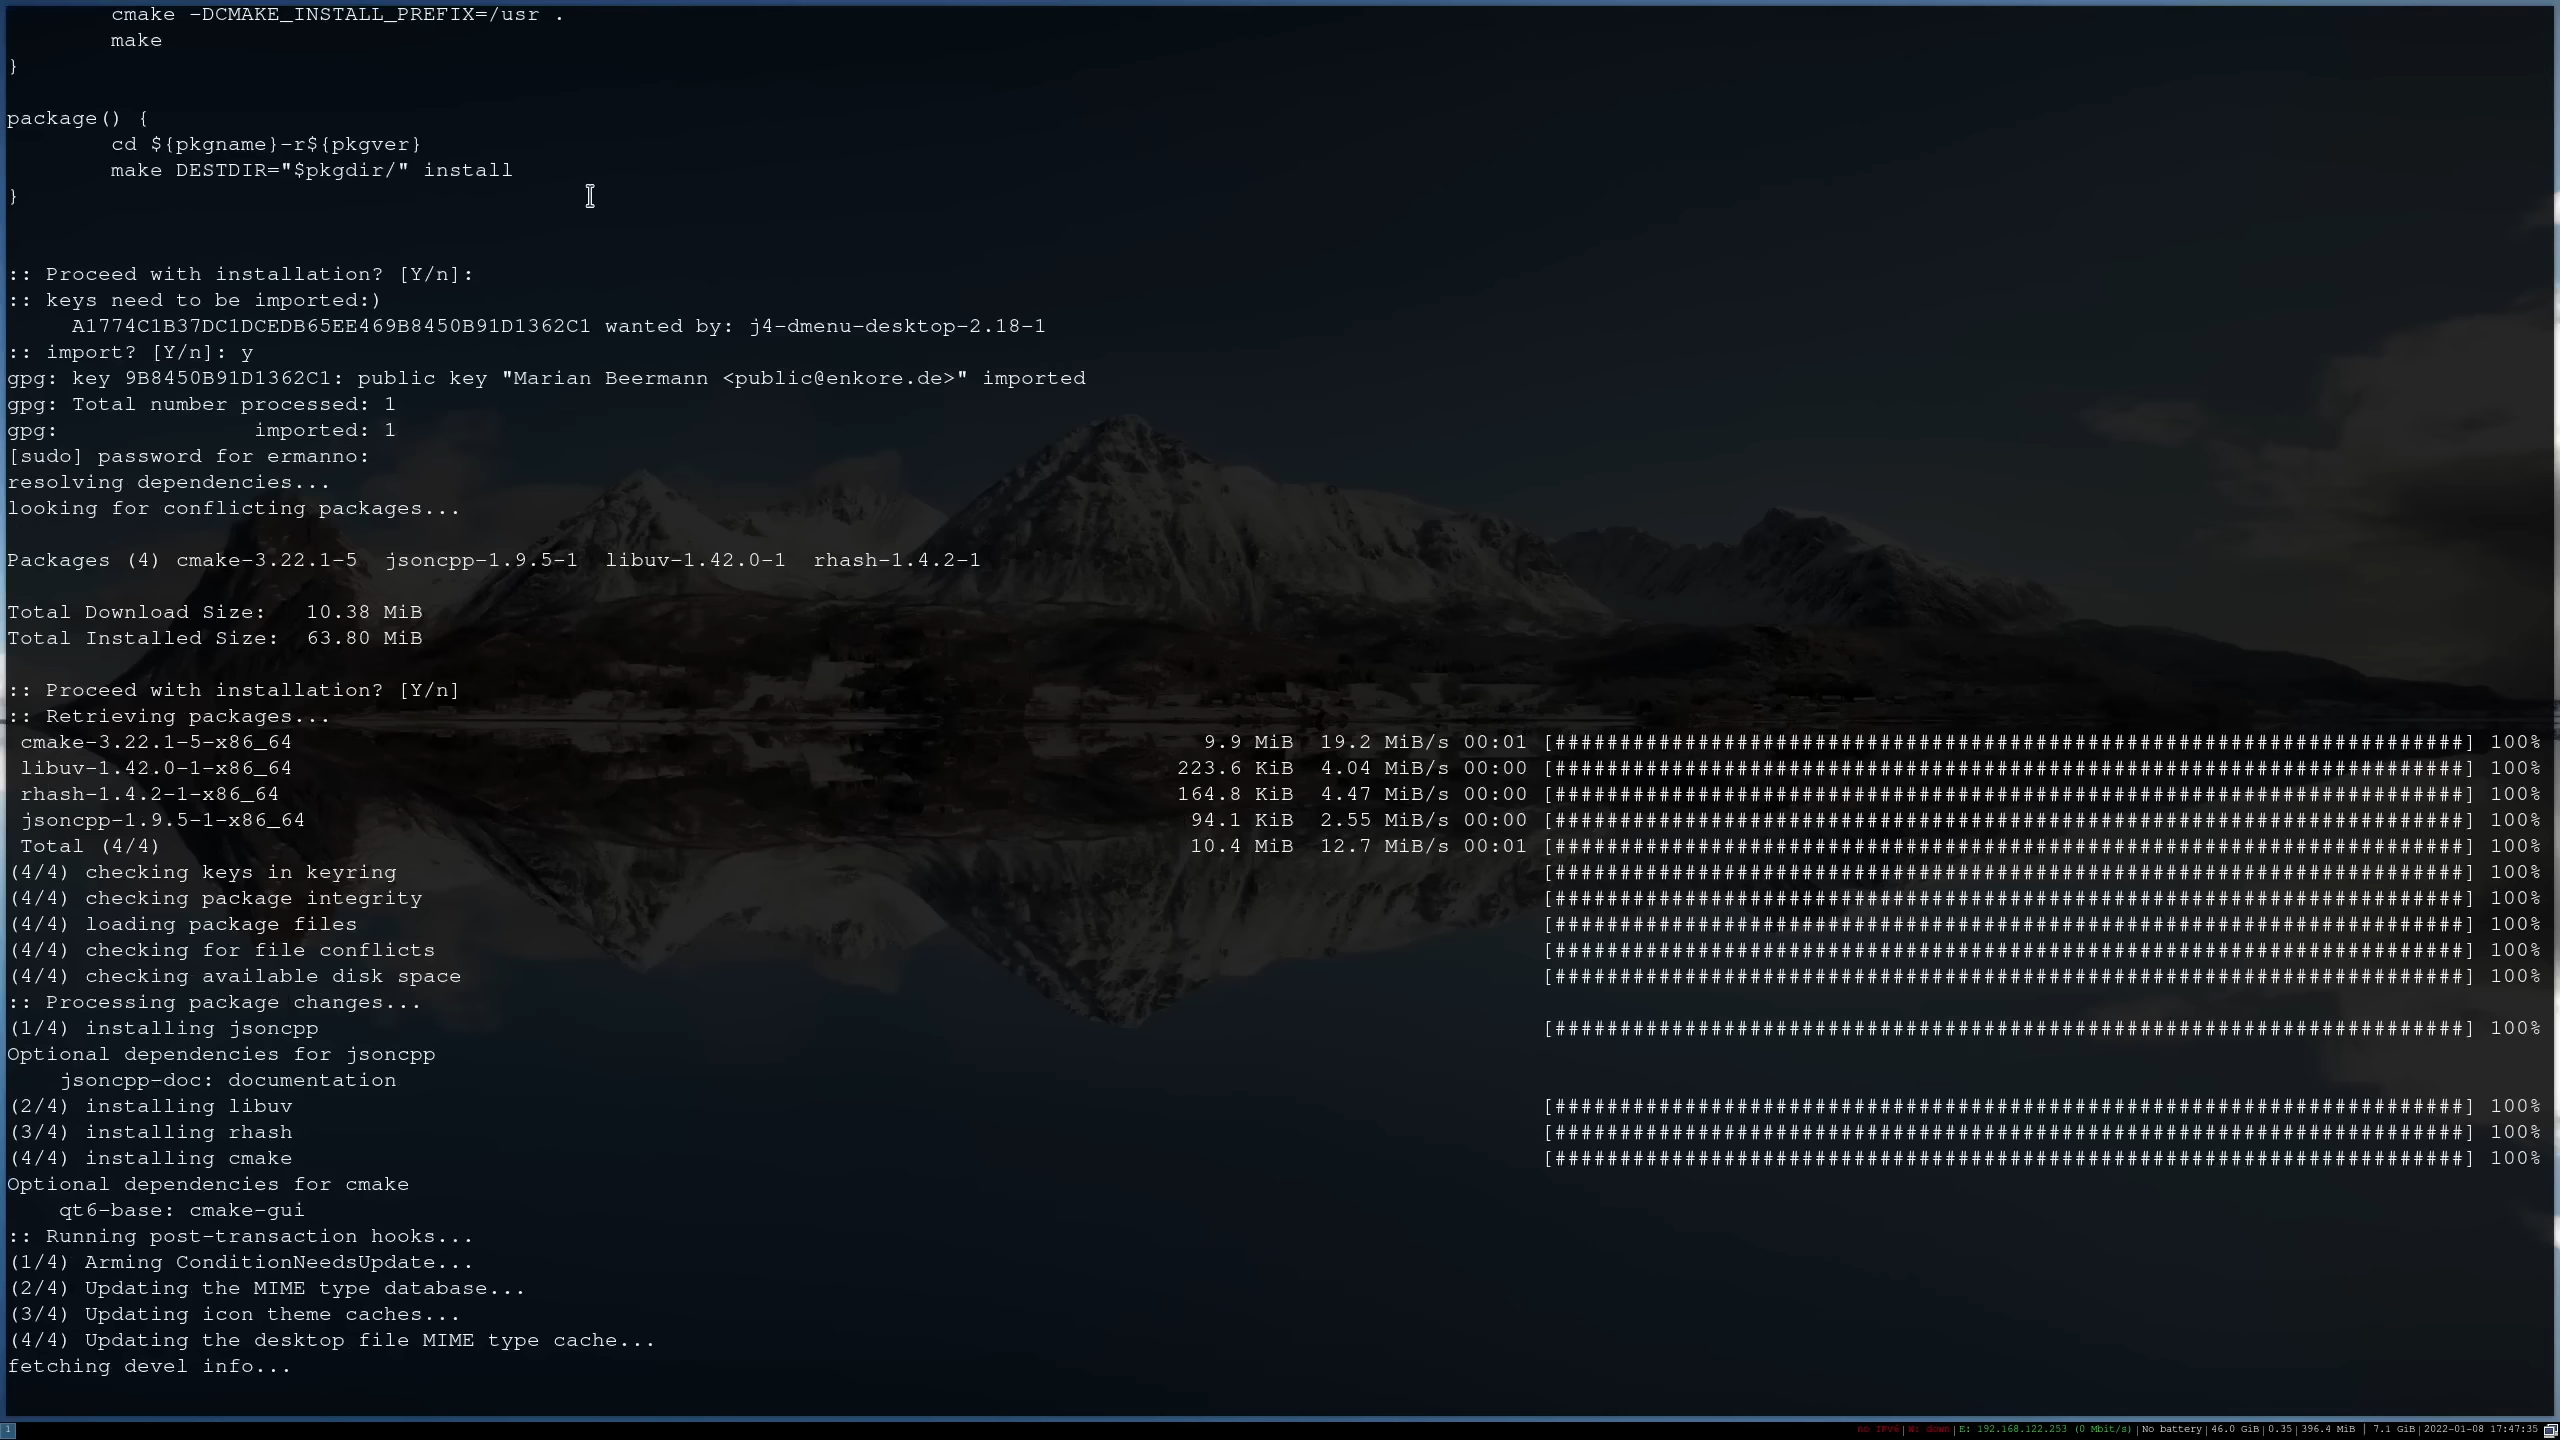 cmake -DCMAKE_INSTALL_PREFIX=/usr .
make
}
package() {
cd ${pkgname}-r${pkgver}
make DESTDIR="$pkgdir/" install
}
:: Proceed with installation? [Y/n]:
:: keys need to be imported:)
A1774C1B37DC1DCEDB65EE469B8450B91D1362C1 wanted by: j4-dmenu-desktop-2.18-1
:: import? [Y/n]: y
gpg: key 9B8450B91D1362C1: public key "Marian Beermann <public@enkore.de>" imported
gpg: Total number processed: 1
gpg:               imported: 1
[sudo] password for ermanno:
resolving dependencies...
looking for conflicting packages...
Packages (4) cmake-3.22.1-5  jsoncpp-1.9.5-1  libuv-1.42.0-1  rhash-1.4.2-1
Total Download Size:   10.38 MiB
Total Installed Size:  63.80 MiB
:: Proceed with installation? [Y/n]
:: Retrieving packages...
cmake-3.22.1-5-x86_64 9.9 MiB 19.2 MiB/s 00:01 [######################################################################] 100%
libuv-1.42.0-1-x86_64 223.6 KiB 4.04 MiB/s 00:00 [######################################################################] 100%
rhash-1.4.2-1-x86_64 164.8 KiB 4.47 MiB/s 00:00 [######################################################################] 100%
jsoncpp-1.9.5-1-x86_64 94.1 KiB 2.55 MiB/s 00:00 [######################################################################] 100%
Total (4/4) 10.4 MiB 12.7 MiB/s 00:01 [######################################################################] 100%
(4/4) checking keys in keyring [######################################################################] 100%
(4/4) checking package integrity [######################################################################] 100%
(4/4) loading package files [######################################################################] 100%
(4/4) checking for file conflicts [######################################################################] 100%
(4/4) checking available disk space [######################################################################] 100%
:: Processing package changes...
(1/4) installing jsoncpp [######################################################################] 100%
Optional dependencies for jsoncpp
jsoncpp-doc: documentation
(2/4) installing libuv [######################################################################] 100%
(3/4) installing rhash [######################################################################] 100%
(4/4) installing cmake [######################################################################] 100%
Optional dependencies for cmake
qt6-base: cmake-gui
:: Running post-transaction hooks...
(1/4) Arming ConditionNeedsUpdate...
(2/4) Updating the MIME type database...
(3/4) Updating icon theme caches...
(4/4) Updating the desktop file MIME type cache...
fetching devel info...
1 no IPv6|W: down|E: 192.168.122.253 (0 Mbit/s)|No battery|46.0 GiB|0.35|396.4 MiB | 7.1 GiB|2022-01-08 17:47:35